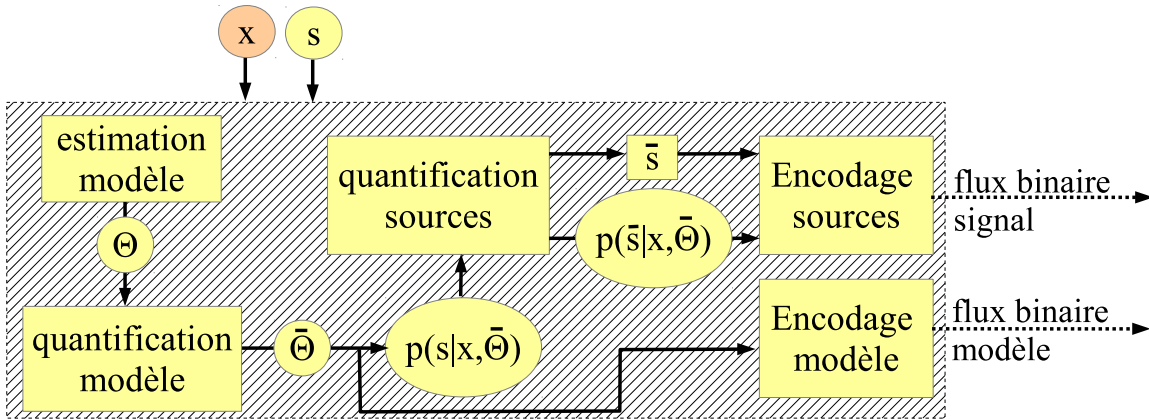 x
s
estimation
modèle
Θ
quantification
modèle
Θ̄
p(s|x,Θ̄)
quantification
sources
s̄
p(s̄|x,Θ̄)
Encodage
sources
Encodage
modèle
flux binaire
signal
flux binaire
modèle